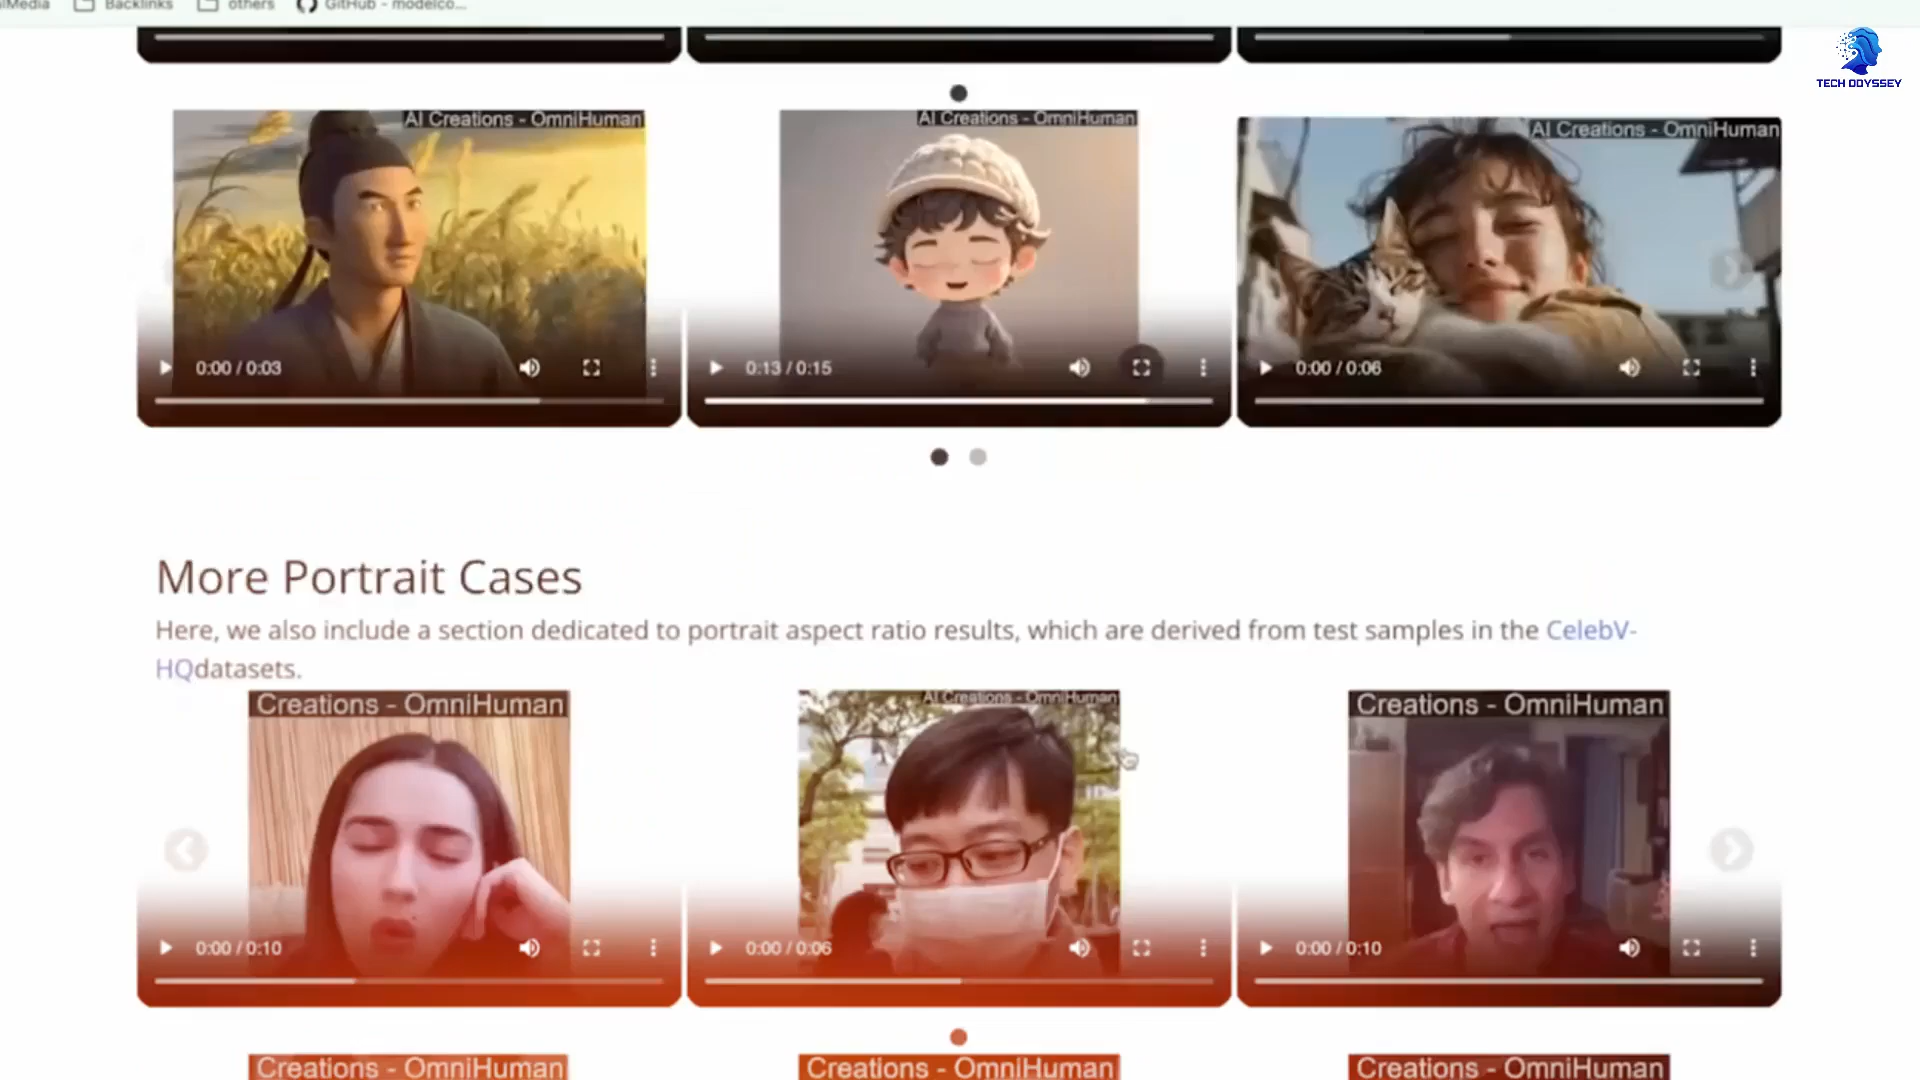 Backlinks
others
GitHub - modelco...
TECH ODYSSEY
AI Creations - OmniHuman
AI Creations - OmniHuman
AI Creations - OmniHuman
0:00 / 0:03
0:13 / 0:15
0:00 / 0:06
More Portrait Cases
Here, we also include a section dedicated to portrait aspect ratio results, which are derived from test samples in the CelebV-
HQdatasets.
Creations - OmniHuman
AI Creations - OmniHuman
Creations - OmniHuman
0:00 / 0:10
0:00 / 0:06
0:00 / 0:10
Creations - OmniHuman
Creations - OmniHuman
Creations - OmniHuman